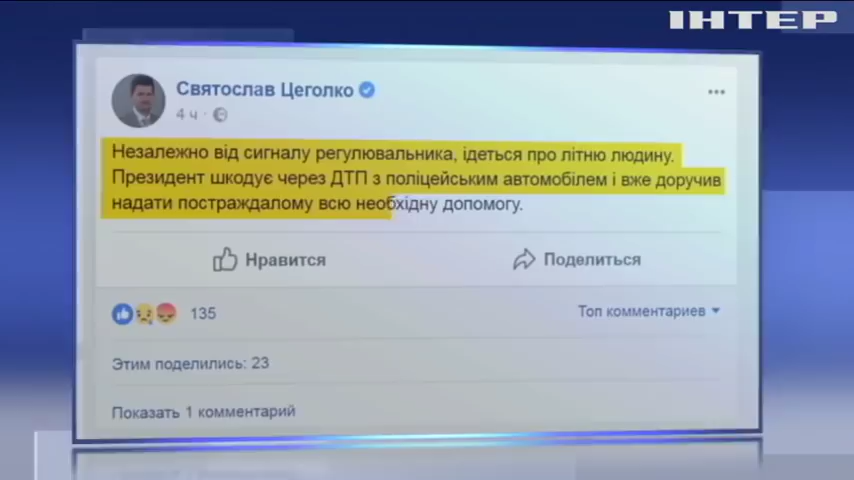 ІНТЕР
Святослав Цеголко
4 ч ·
Незалежно від сигналу регулювальника, ідеться про літню людину.
Президент шкодує через ДТП з поліцейським автомобілем і вже доручив
надати постраждалому всю необхідну допомогу.
Нравится Поделиться
135 Топ комментариев
Этим поделились: 23
Показать 1 комментарий